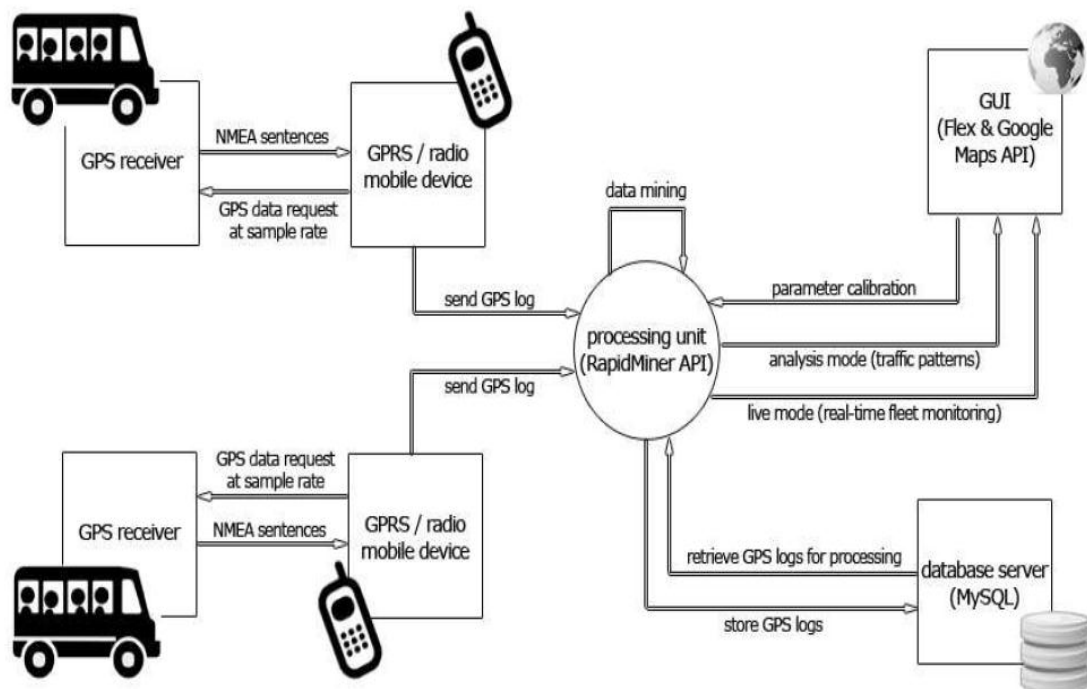 NMEA sentences
GPS receiver
GPS data request
at sample rate
GPRS / radio
mobile device
send GPS log
GUI
(Flex & Google
Maps API)
data mining
parameter calibration
processing unit
(RapidMiner API)
analysis mode (traffic patterns)
live mode (real-time fleet monitoring)
send GPS log
GPS data request
at sample rate
GPS receiver
NMEA sentences
GPRS / radio
mobile device
retrieve GPS logs for processing
store GPS logs
database server
(MySQL)